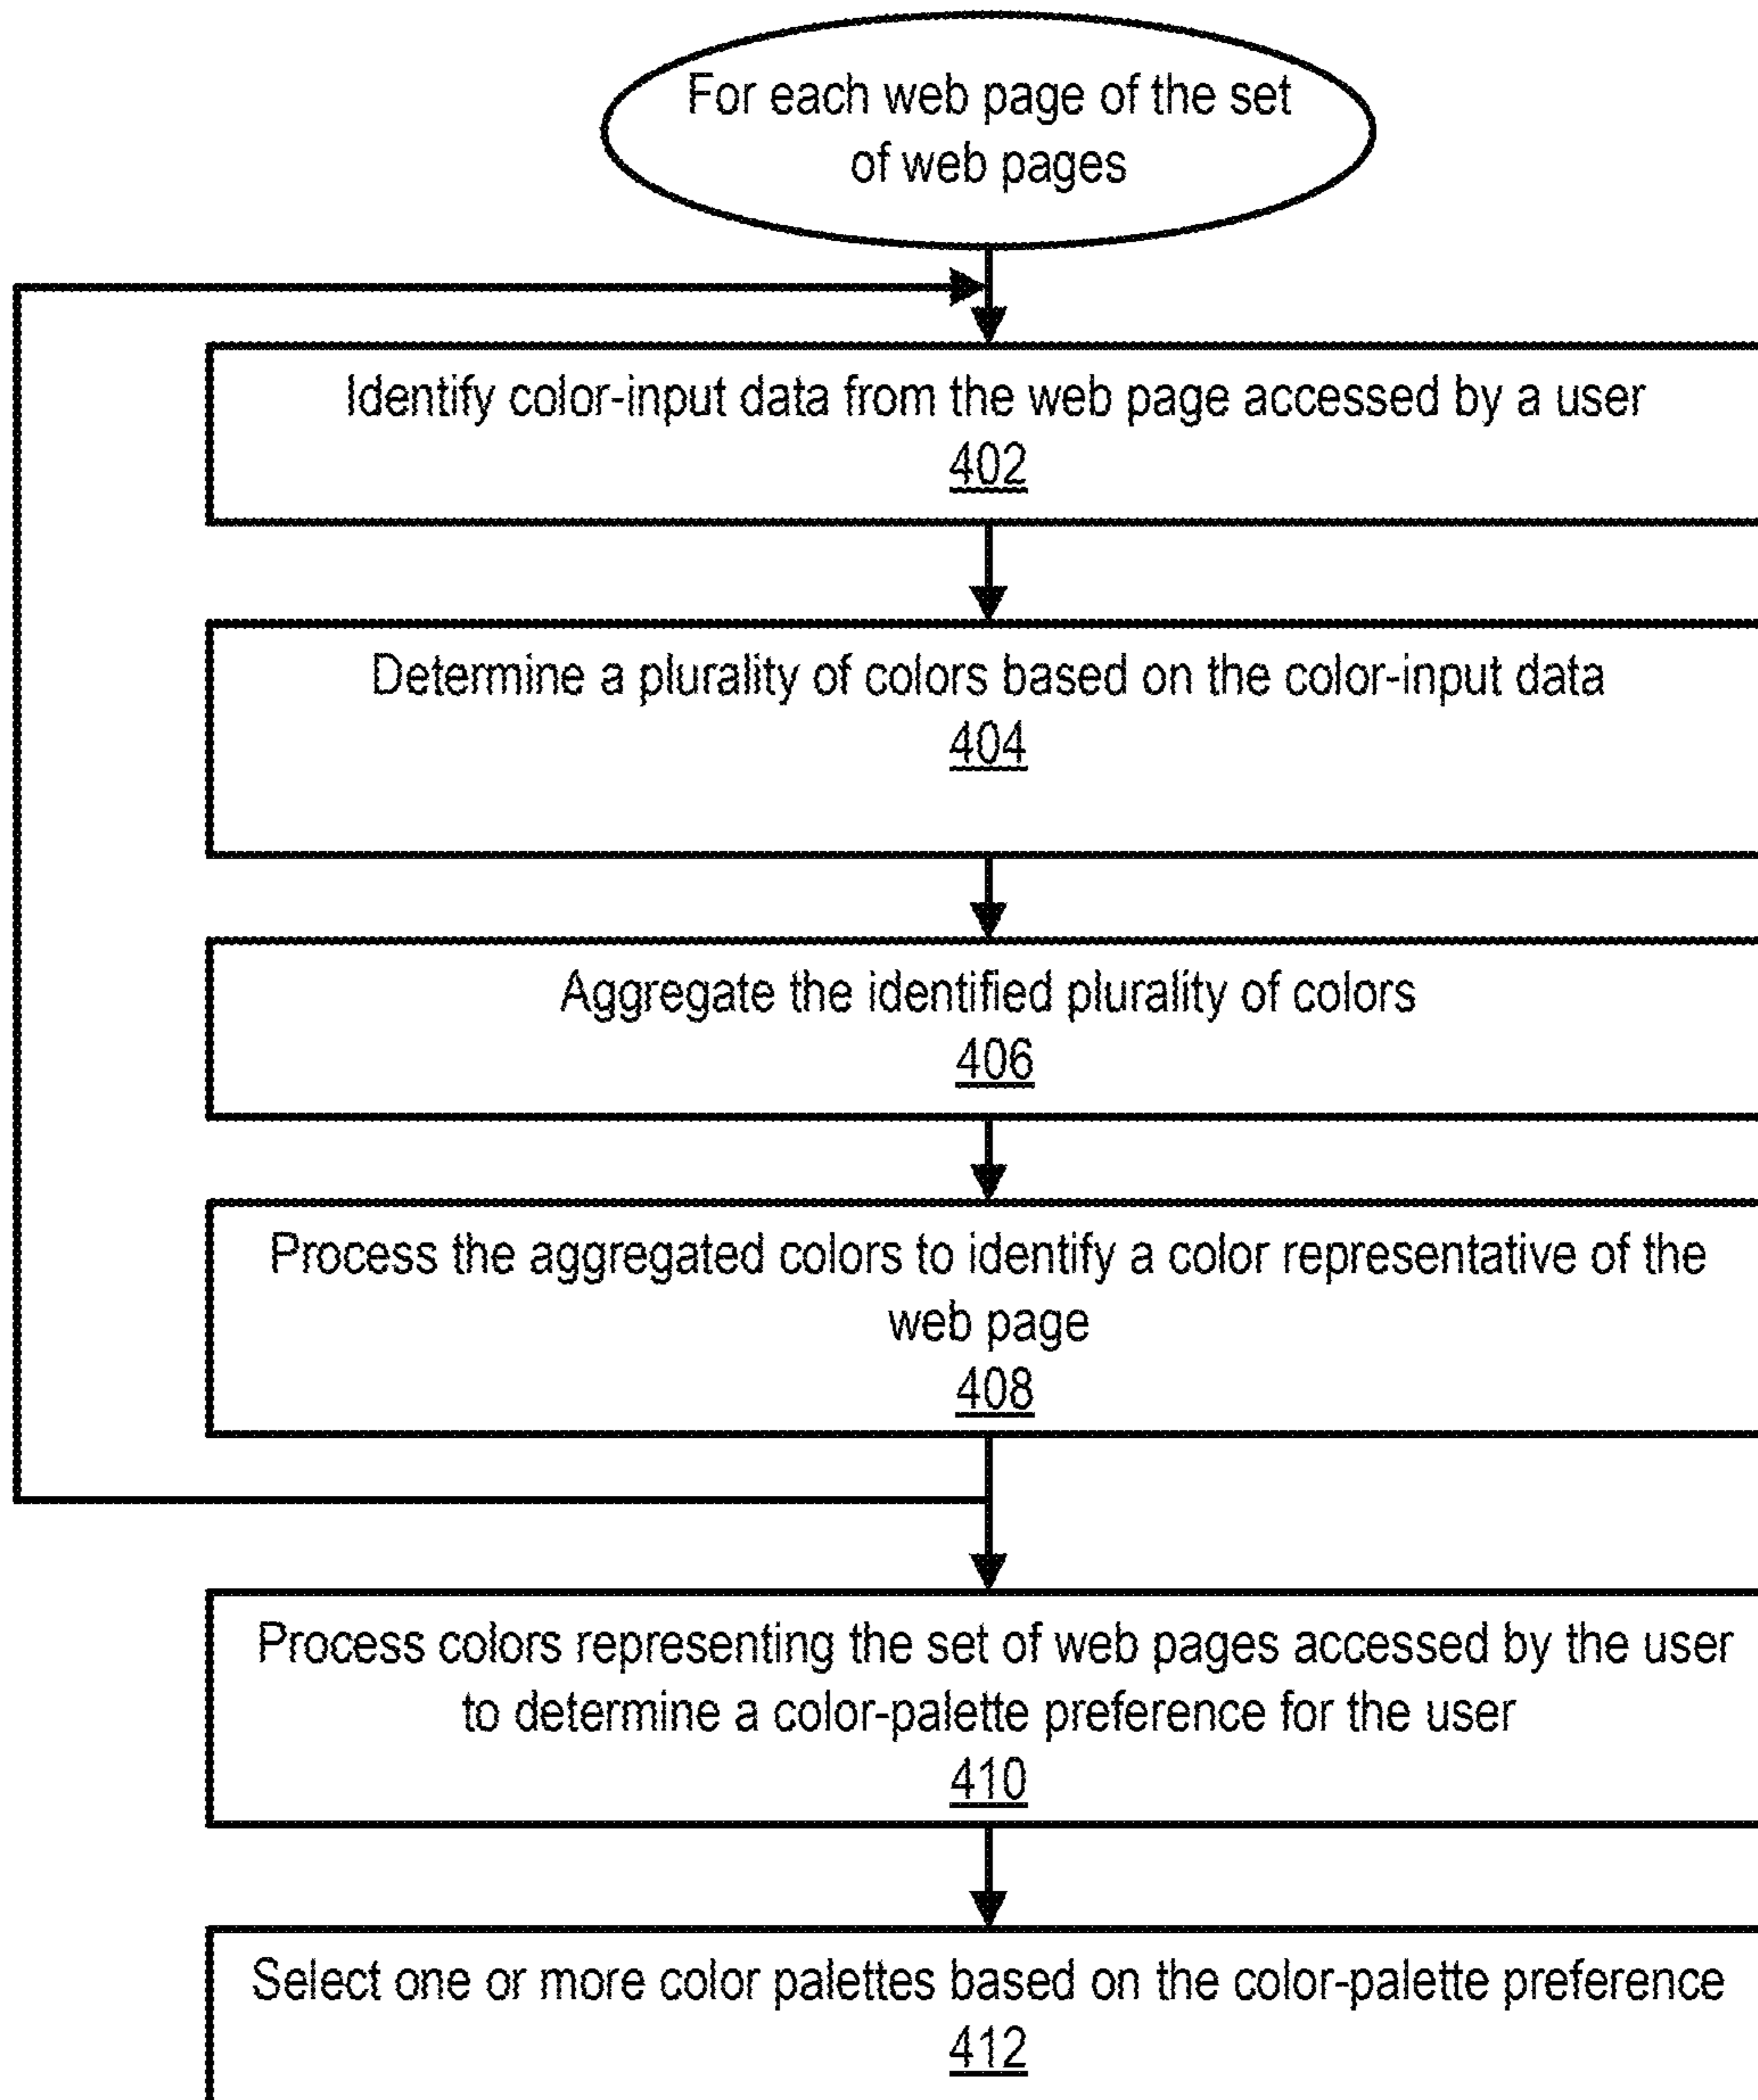 For each web page of the set
of web pages
Identify color-input data from the web page accessed by a user
402
Determine a plurality of colors based on the color-input data
404
Aggregate the identified plurality of colors
406
Process the aggregated colors to identify a color representative of the
web page
408
Process colors representing the set of web pages accessed by the user
to determine a color-palette preference for the user
410
Select one or more color palettes based on the color-palette preference
412